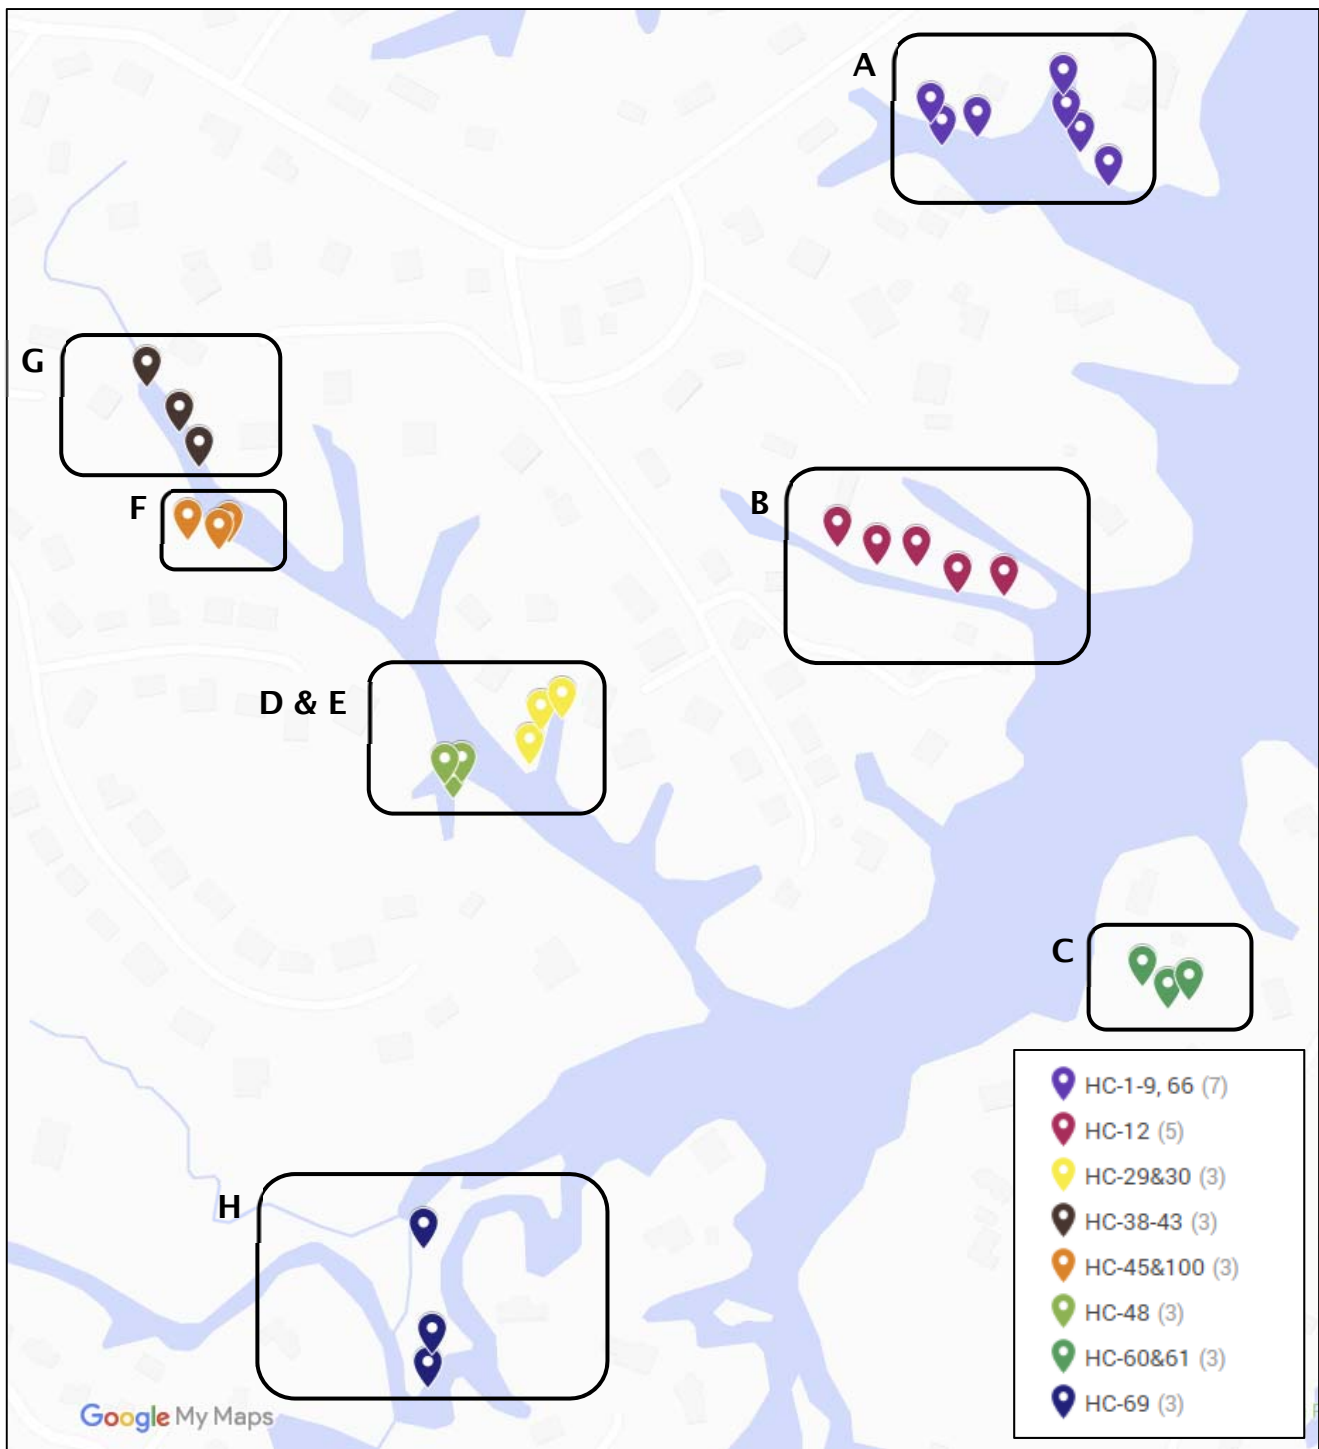 A
G
F
B
D & E
C
HC-1-9, 66 (7)
HC-12 (5)
HC-29&30 (3)
HC-38-43 (3)
HC-45&100 (3)
HC-48 (3)
HC-60&61 (3)
HC-69 (3)
H
Google My Maps